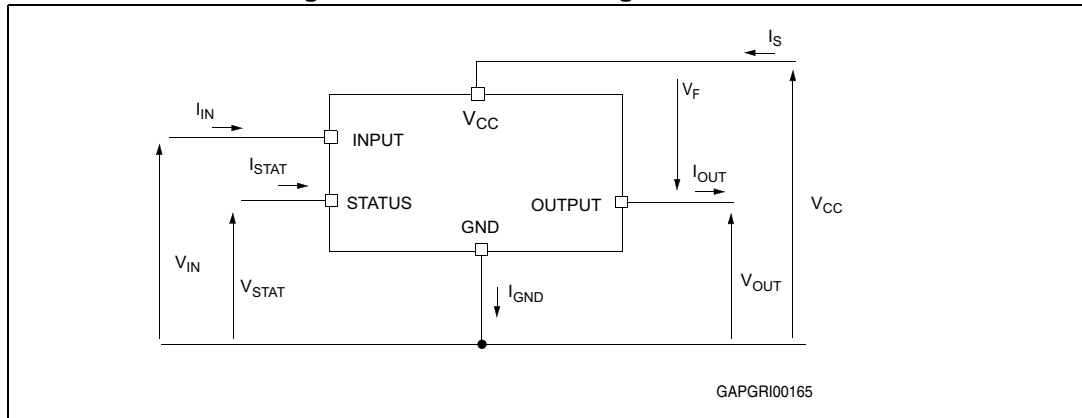 I_S
V_F
I_IN
V_CC
INPUT
I_STAT
I_OUT
STATUS
OUTPUT
V_CC
GND
V_IN
V_STAT
I_GND
V_OUT
GAPGRI00165